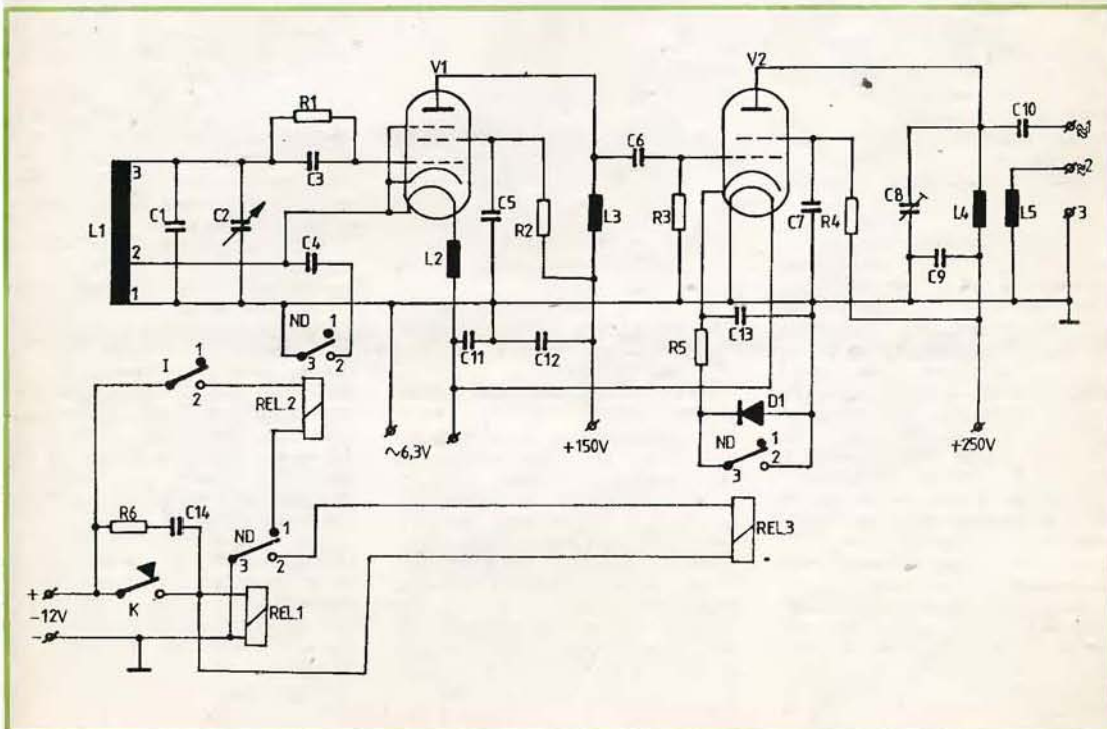 V1
V2
R1
C3
C10
1
C6
2
3
C1
C2
C5
R2
L3
R3
C7
R4
C8
L4
L5
3
L1
C4
L2
2
C9
1
ND
1
3
2
C11
C12
C13
R5
I
1
2
REL.2
~6,3V
+150V
D1
ND
1
2
3
+250V
R6
C14
ND
1
3
2
REL3
+
-12V
K
REL.1
-